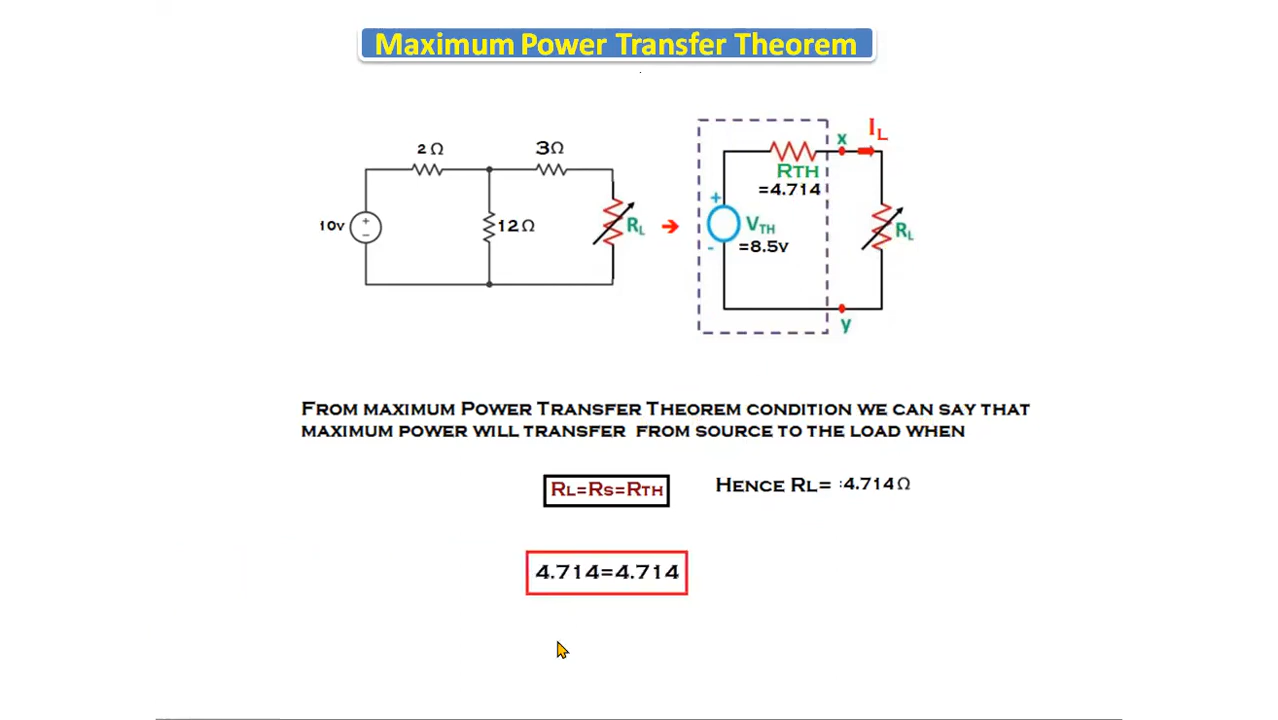 Maximum Power Transfer Theorem
2 Ω
3Ω
10v
+
−
12Ω
RL
➔
x
IL
RTH
=4.714
+
VTH
=8.5v
-
RL
y
From maximum Power Transfer Theorem condition we can say that
maximum power will transfer from source to the load when
RL=RS=RTH
Hence RL= :4.714Ω
4.714=4.714